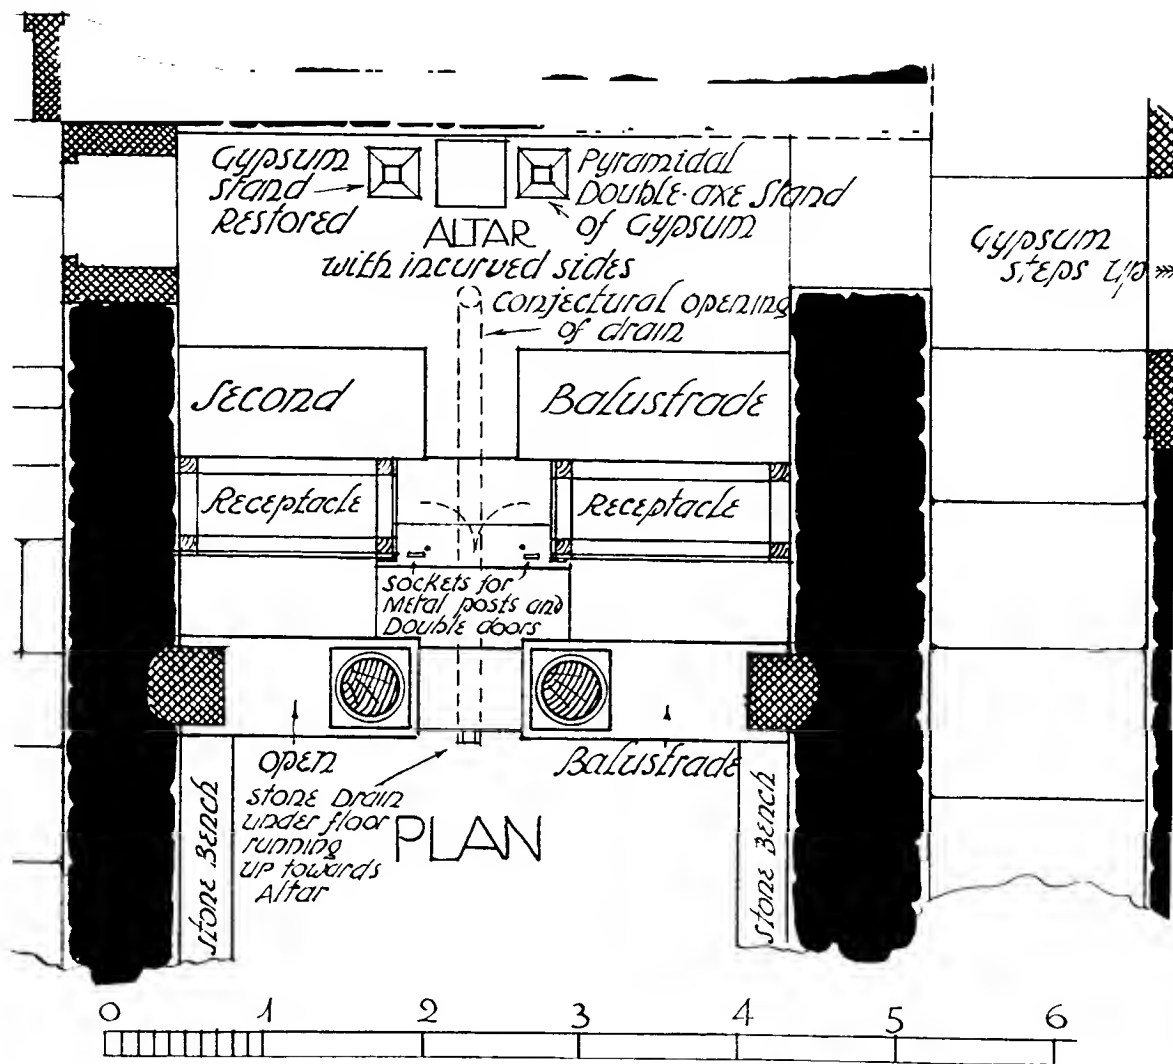 Gypsum
stand
Restored
Pyramidal
Double-axe Stand
of Gypsum
ALTAR
with incurved sides
Gypsum
steps up
Conjectural opening
of drain
Second
Balustrade
Receptacle
Receptacle
sockets for
Metal posts and
Double doors
open
Balustrade
stone Drain
under floor
running
up towards
Altar
PLAN
Stone Bench
Stone Bench
0 1 2 3 4 5 6